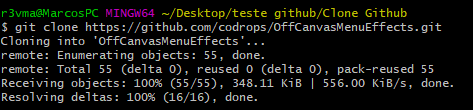 r3vma@MarcosPC MINGW64 ~/Desktop/teste github/Clone Github
$ git clone https://github.com/codrops/OffCanvasMenuEffects.git
Cloning into 'OffCanvasMenuEffects'...
remote: Enumerating objects: 55, done.
remote: Total 55 (delta 0), reused 0 (delta 0), pack-reused 55
Receiving objects: 100% (55/55), 348.11 KiB | 556.00 KiB/s, done.
Resolving deltas: 100% (16/16), done.